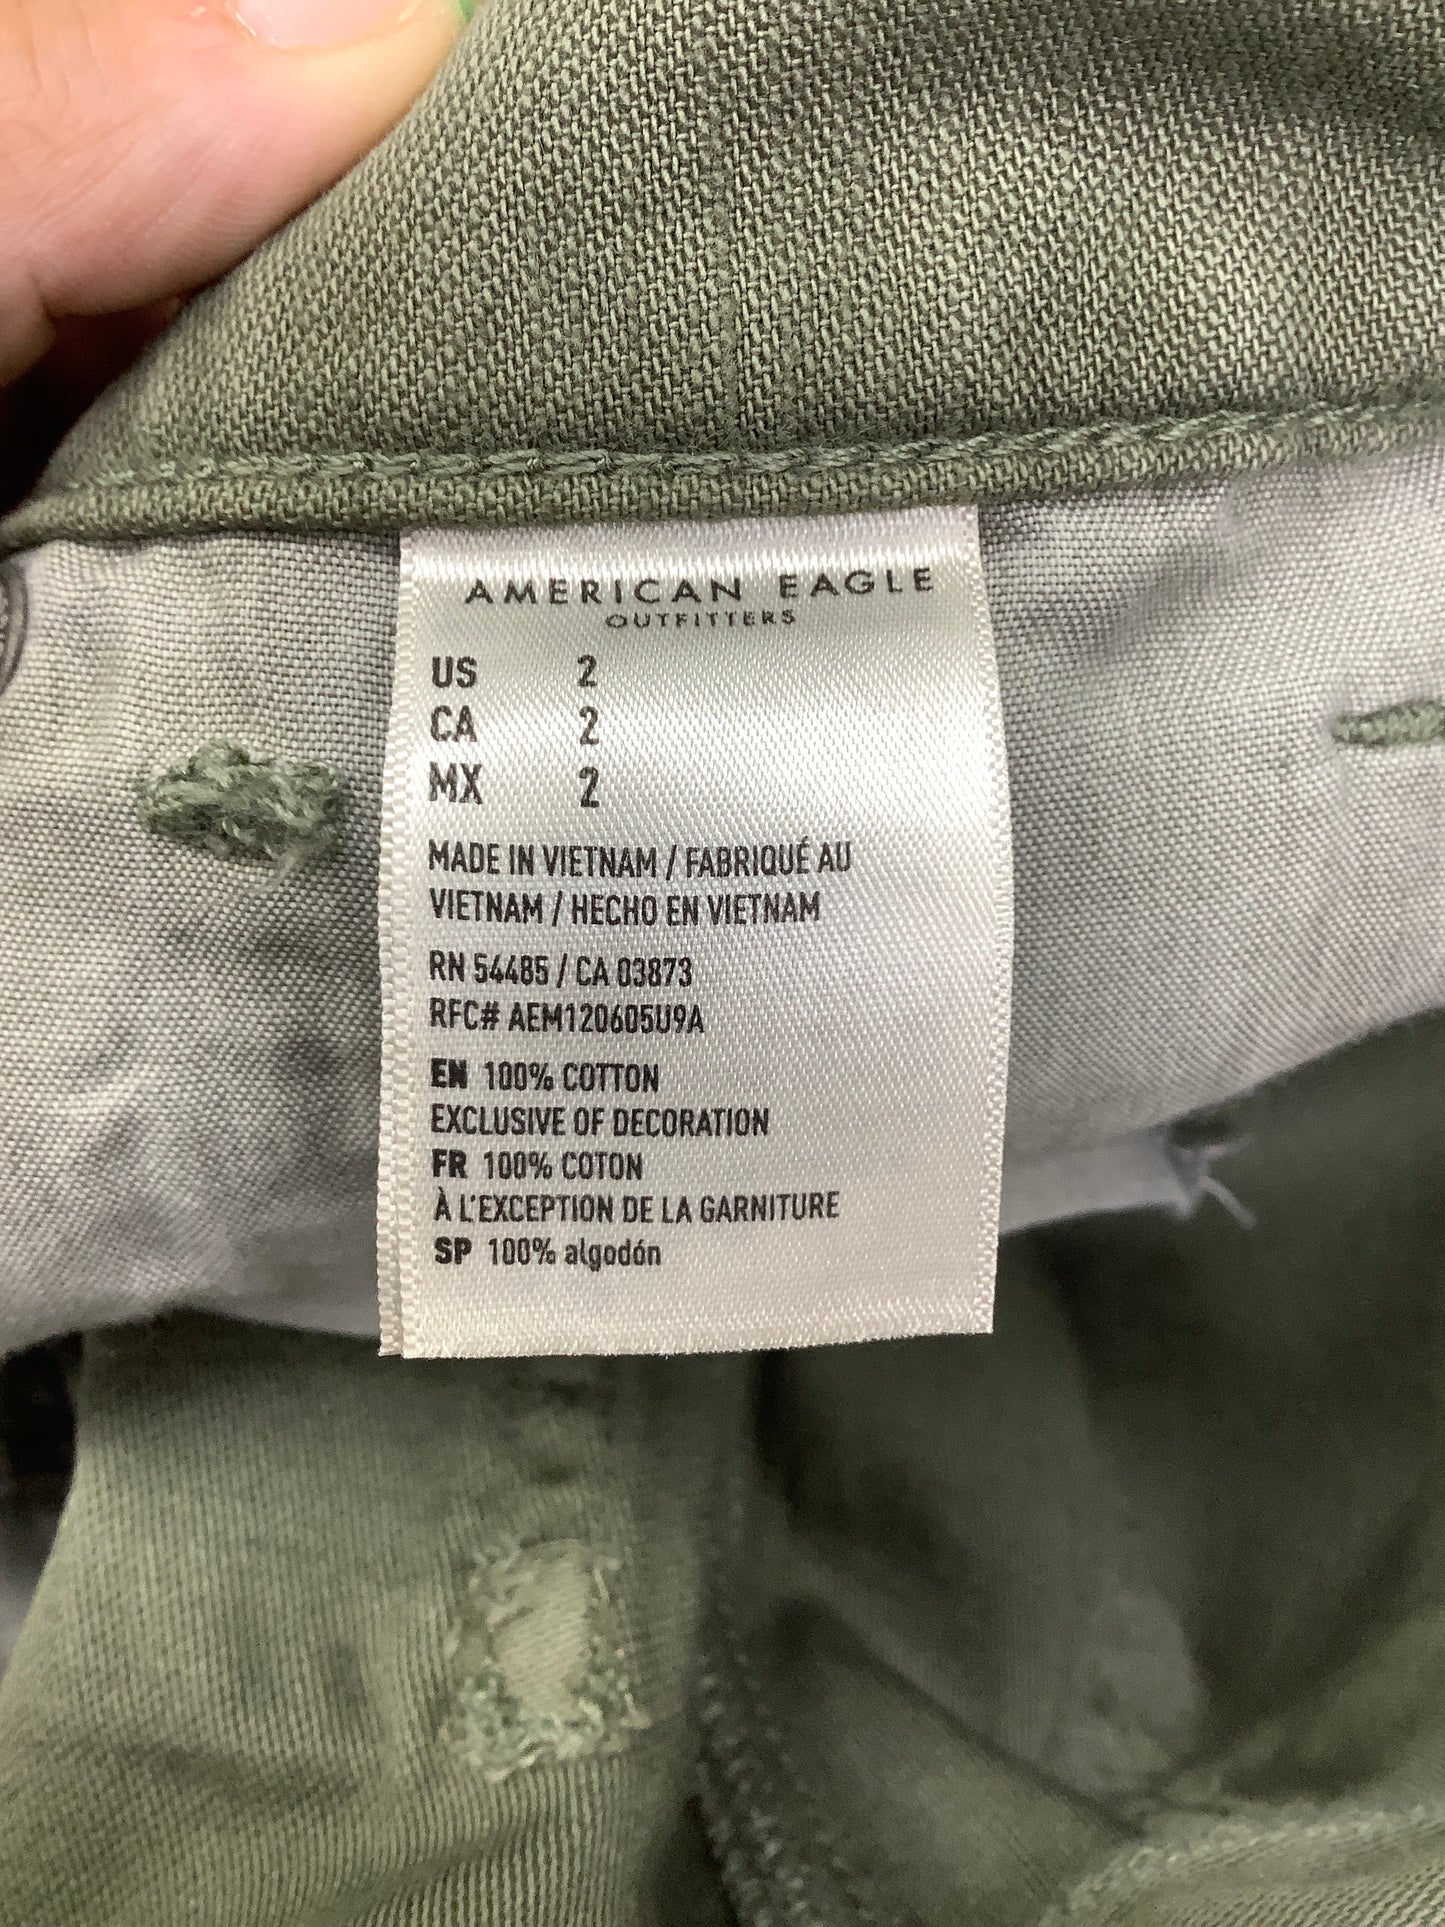 AMERICAN EAGLE
OUTFITTERS
US 2
CA 2
MX 2
MADE IN VIETNAM / FABRIQUÉ AU
VIETNAM / HECHO EN VIETNAM
RN 54485 / CA 03873
RFC# AEM120605U9A
EN 100% COTTON
EXCLUSIVE OF DECORATION
FR 100% COTON
À L'EXCEPTION DE LA GARNITURE
SP 100% algodón